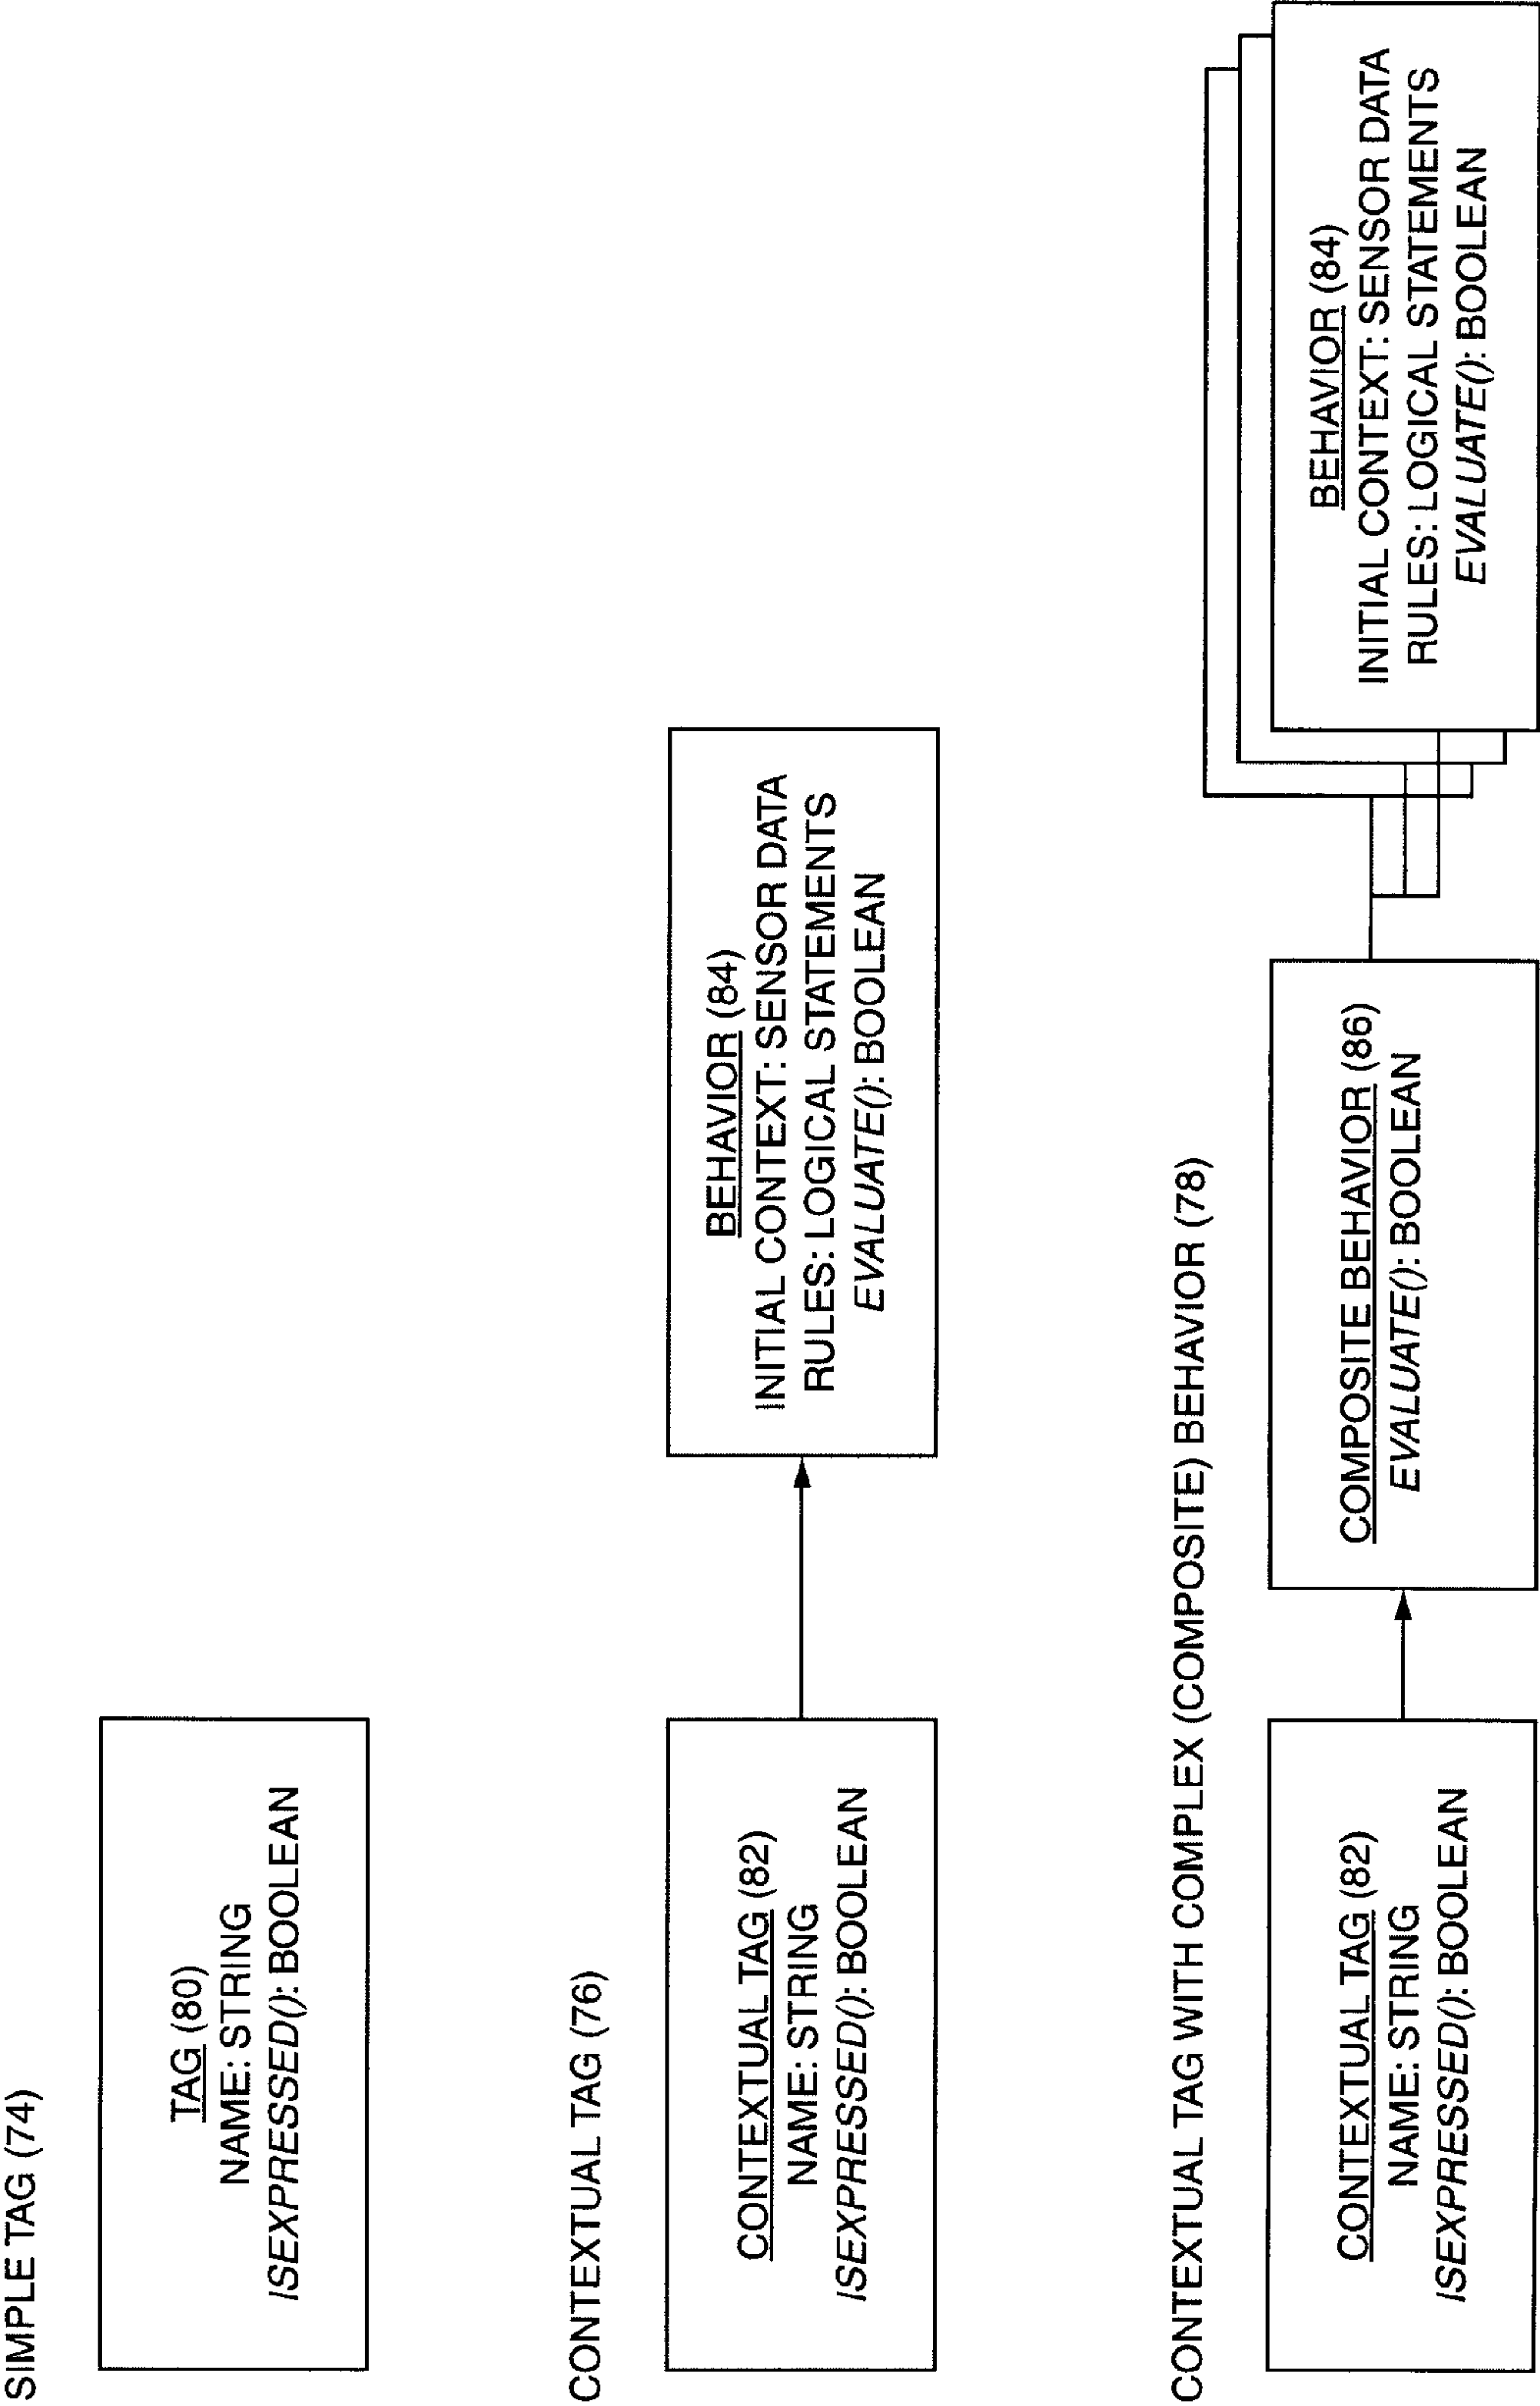 SIMPLE TAG (74)
TAG (80)
NAME: STRING
ISEXPRESSED(): BOOLEAN
CONTEXTUAL TAG (76)
CONTEXTUAL TAG (82)
NAME: STRING
ISEXPRESSED(): BOOLEAN
BEHAVIOR (84)
INITIAL CONTEXT: SENSOR DATA
RULES: LOGICAL STATEMENTS
EVALUATE(): BOOLEAN
CONTEXTUAL TAG WITH COMPLEX (COMPOSITE) BEHAVIOR (78)
CONTEXTUAL TAG (82)
NAME: STRING
ISEXPRESSED(): BOOLEAN
COMPOSITE BEHAVIOR (86)
EVALUATE(): BOOLEAN
BEHAVIOR (84)
INITIAL CONTEXT: SENSOR DATA
RULES: LOGICAL STATEMENTS
EVALUATE(): BOOLEAN